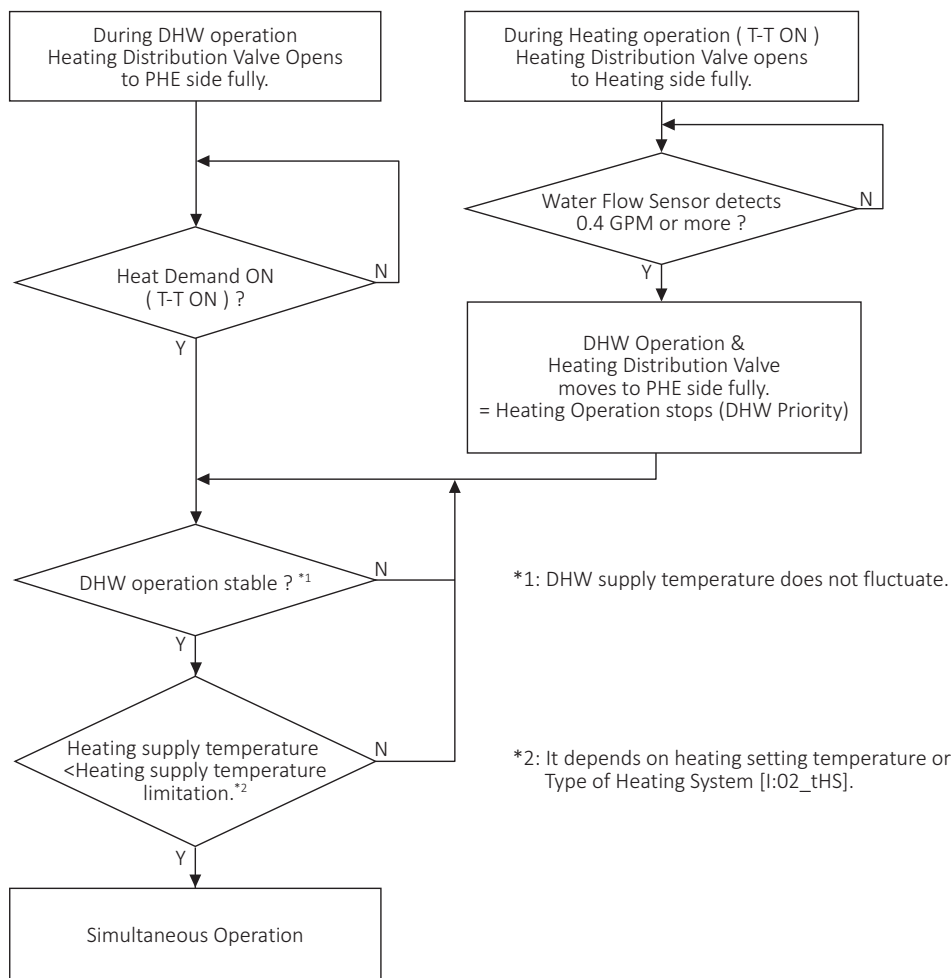 During DHW operation
Heating Distribution Valve Opens
to PHE side fully.
During Heating operation ( T-T ON )
Heating Distribution Valve opens
to Heating side fully.
Water Flow Sensor detects
0.4 GPM or more ?
N
Y
Heat Demand ON
( T-T ON ) ?
N
Y
DHW Operation &
Heating Distribution Valve
moves to PHE side fully.
= Heating Operation stops (DHW Priority)
DHW operation stable ? *1
N
Y
*1: DHW supply temperature does not fluctuate.
Heating supply temperature
<Heating supply temperature
limitation.*2
N
Y
*2: It depends on heating setting temperature or
Type of Heating System [I:02_tHS].
Simultaneous Operation